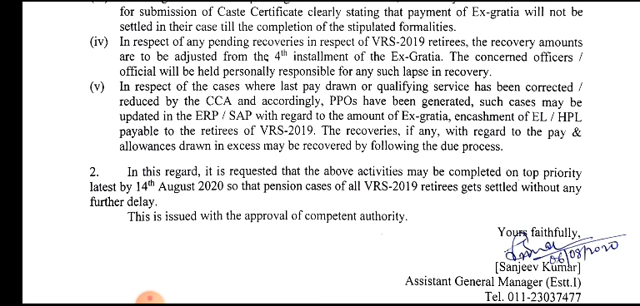 for submission of Caste Certificate clearly stating that payment of Ex-gratia will not be
settled in their case till the completion of the stipulated formalities.
(iv) In respect of any pending recoveries in respect of VRS-2019 retirees, the recovery amounts
are to be adjusted from the 4th installment of the Ex-Gratia. The concerned officers /
official will be held personally responsible for any such lapse in recovery.
(v) In respect of the cases where last pay drawn or qualifying service has been corrected /
reduced by the CCA and accordingly, PPOs have been generated, such cases may be
updated in the ERP / SAP with regard to the amount of Ex-gratia, encashment of EL / HPL
payable to the retirees of VRS-2019. The recoveries, if any, with regard to the pay &
allowances drawn in excess may be recovered by following the due process.
2. In this regard, it is requested that the above activities may be completed on top priority
latest by 14th August 2020 so that pension cases of all VRS-2019 retirees gets settled without any
further delay.
This is issued with the approval of competent authority.
Yours faithfully,
06/08/2020
[Sanjeev Kumar]
Assistant General Manager (Estt.I)
Tel. 011-23037477